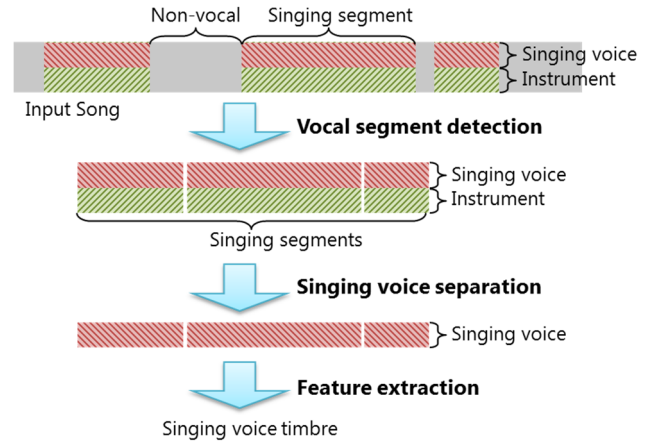 Non-vocal
Singing segment
Singing voice
Instrument
Input Song
Vocal segment detection
Singing voice
Instrument
Singing segments
Singing voice separation
Singing voice
Feature extraction
Singing voice timbre